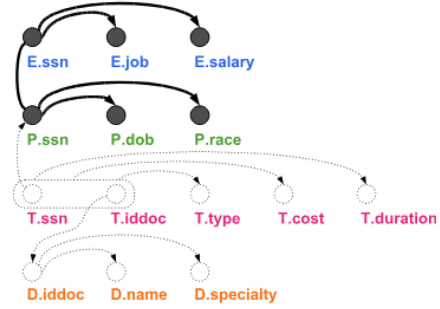 E.ssn E.job E.salary
P.ssn P.dob P.race
T.ssn T.iddoc T.type T.cost T.duration
D.iddoc D.name D.specialty